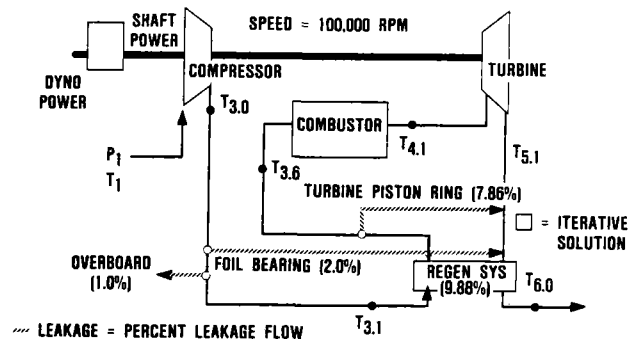 SHAFT
POWER
SPEED = 100,000 RPM
DYNO
POWER
COMPRESSOR
TURBINE
T3.0
COMBUSTOR
T4.1
T5.1
P1
T1
T3.6
TURBINE PISTON RING (7.86%)
= ITERATIVE
SOLUTION
OVERBOARD
(1.0%)
FOIL BEARING (2.0%)
REGEN SYS
(9.88%)
T6.0
T3.1
LEAKAGE = PERCENT LEAKAGE FLOW